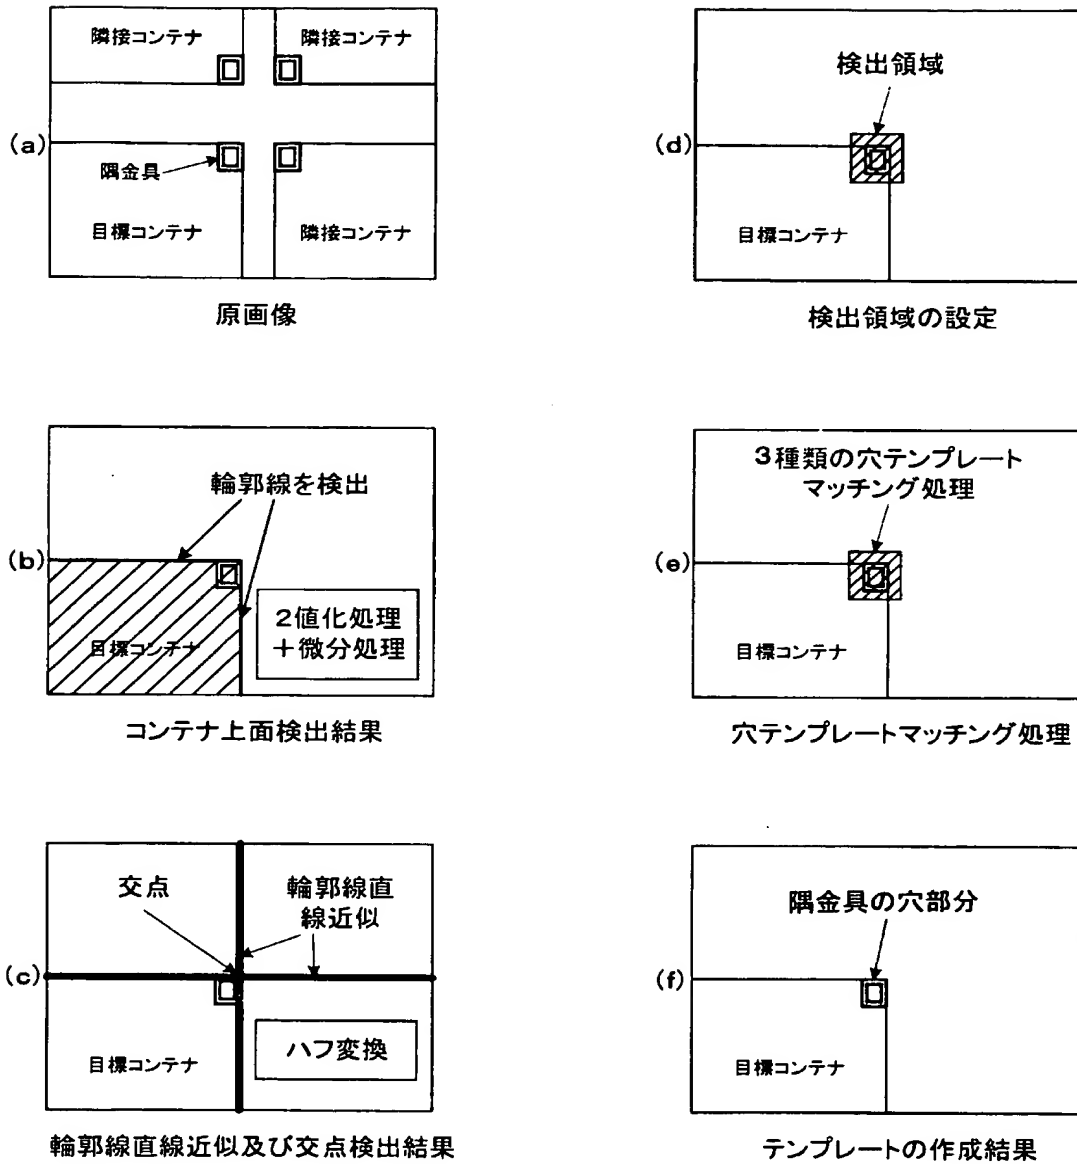 (a)
隣接コンテナ
隣接コンテナ
隅金具
目標コンテナ
隣接コンテナ
原画像
(b)
輪郭線を検出
目標コンテナ
2値化処理
+微分処理
コンテナ上面検出結果
(c)
交点
輪郭線直
線近似
目標コンテナ
ハフ変換
輪郭線直線近似及び交点検出結果
(d)
検出領域
目標コンテナ
検出領域の設定
(e)
3種類の穴テンプレート
マッチング処理
目標コンテナ
穴テンプレートマッチング処理
(f)
隅金具の穴部分
目標コンテナ
テンプレートの作成結果